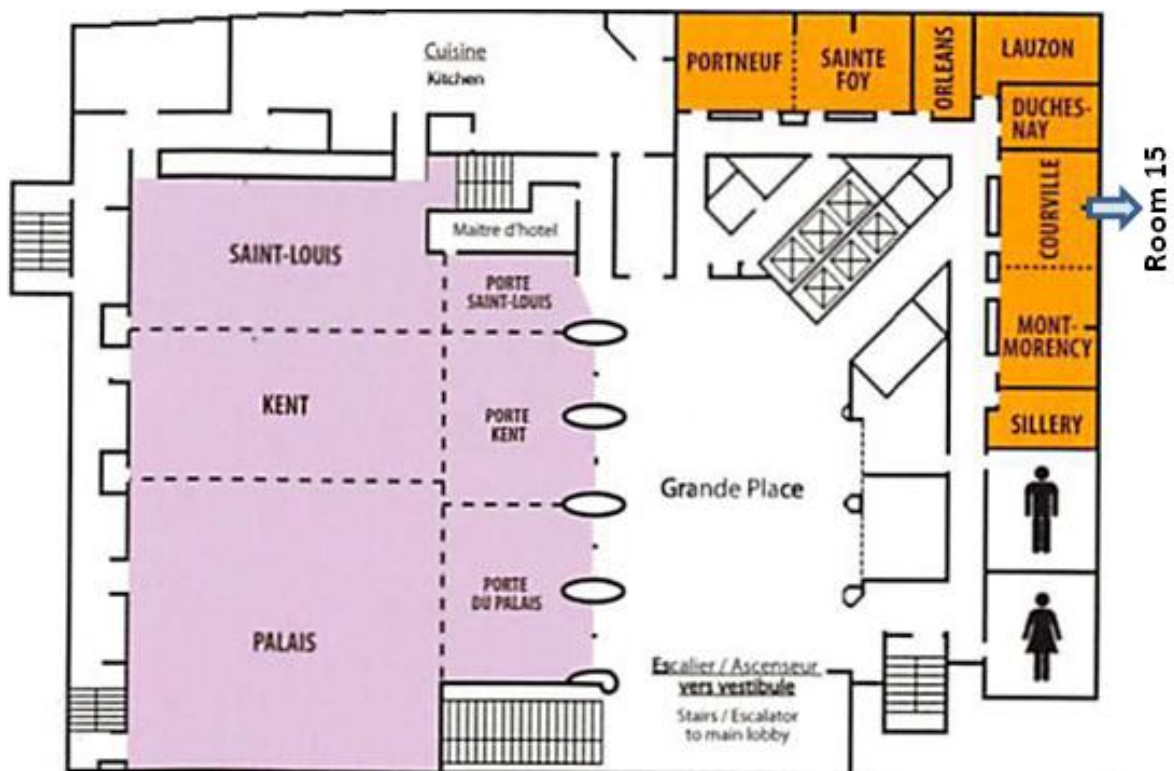 Cuisine
Kitchen
PORTNEUF
SAINTE
FOY
ORLEANS
LAUZON
DUCHES-
NAY
COURVILLE
Room 15
MONT-
MORENCY
SILLERY
Maitre d'hotel
SAINT-LOUIS
PORTE
SAINT-LOUIS
KENT
PORTE
KENT
Grande Place
PALAIS
PORTE
DU PALAIS
Escalier / Ascenseur
vers vestibule
Stairs / Escalator
to main lobby